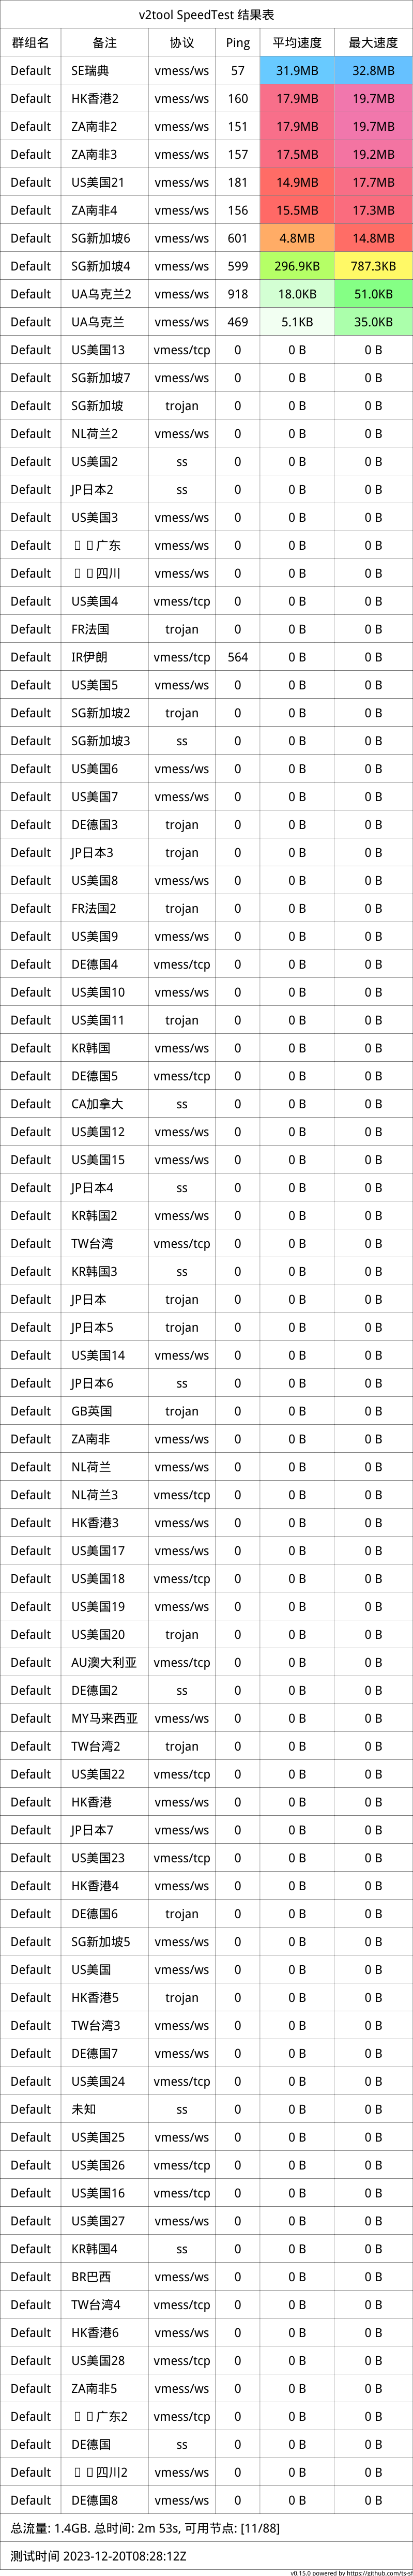 v2tool SpeedTest 结果表
群组名 备注 协议 Ping 平均速度 最大速度
Default SE瑞典 vmess/ws 57 31.9MB 32.8MB
Default HK香港2 vmess/ws 160 17.9MB 19.7MB
Default ZA南非2 vmess/ws 151 17.9MB 19.7MB
Default ZA南非3 vmess/ws 157 17.5MB 19.2MB
Default US美国21 vmess/ws 181 14.9MB 17.7MB
Default ZA南非4 vmess/ws 156 15.5MB 17.3MB
Default SG新加坡6 vmess/ws 601 4.8MB 14.8MB
Default SG新加坡4 vmess/ws 599 296.9KB 787.3KB
Default UA乌克兰2 vmess/ws 918 18.0KB 51.0KB
Default UA乌克兰 vmess/ws 469 5.1KB 35.0KB
Default US美国13 vmess/tcp 0 0 B 0 B
Default SG新加坡7 vmess/ws 0 0 B 0 B
Default SG新加坡 trojan 0 0 B 0 B
Default NL荷兰2 vmess/ws 0 0 B 0 B
Default US美国2 ss 0 0 B 0 B
Default JP日本2 ss 0 0 B 0 B
Default US美国3 vmess/ws 0 0 B 0 B
Default 广东 vmess/ws 0 0 B 0 B
Default 四川 vmess/ws 0 0 B 0 B
Default US美国4 vmess/tcp 0 0 B 0 B
Default FR法国 trojan 0 0 B 0 B
Default IR伊朗 vmess/tcp 564 0 B 0 B
Default US美国5 vmess/ws 0 0 B 0 B
Default SG新加坡2 trojan 0 0 B 0 B
Default SG新加坡3 ss 0 0 B 0 B
Default US美国6 vmess/ws 0 0 B 0 B
Default US美国7 vmess/ws 0 0 B 0 B
Default DE德国3 trojan 0 0 B 0 B
Default JP日本3 trojan 0 0 B 0 B
Default US美国8 vmess/ws 0 0 B 0 B
Default FR法国2 trojan 0 0 B 0 B
Default US美国9 vmess/ws 0 0 B 0 B
Default DE德国4 vmess/tcp 0 0 B 0 B
Default US美国10 vmess/ws 0 0 B 0 B
Default US美国11 trojan 0 0 B 0 B
Default KR韩国 vmess/ws 0 0 B 0 B
Default DE德国5 vmess/tcp 0 0 B 0 B
Default CA加拿大 ss 0 0 B 0 B
Default US美国12 vmess/ws 0 0 B 0 B
Default US美国15 vmess/ws 0 0 B 0 B
Default JP日本4 ss 0 0 B 0 B
Default KR韩国2 vmess/ws 0 0 B 0 B
Default TW台湾 vmess/tcp 0 0 B 0 B
Default KR韩国3 ss 0 0 B 0 B
Default JP日本 trojan 0 0 B 0 B
Default JP日本5 trojan 0 0 B 0 B
Default US美国14 vmess/ws 0 0 B 0 B
Default JP日本6 ss 0 0 B 0 B
Default GB英国 trojan 0 0 B 0 B
Default ZA南非 vmess/ws 0 0 B 0 B
Default NL荷兰 vmess/ws 0 0 B 0 B
Default NL荷兰3 vmess/tcp 0 0 B 0 B
Default HK香港3 vmess/ws 0 0 B 0 B
Default US美国17 vmess/ws 0 0 B 0 B
Default US美国18 vmess/tcp 0 0 B 0 B
Default US美国19 vmess/ws 0 0 B 0 B
Default US美国20 trojan 0 0 B 0 B
Default AU澳大利亚 vmess/tcp 0 0 B 0 B
Default DE德国2 ss 0 0 B 0 B
Default MY马来西亚 vmess/ws 0 0 B 0 B
Default TW台湾2 trojan 0 0 B 0 B
Default US美国22 vmess/tcp 0 0 B 0 B
Default HK香港 vmess/ws 0 0 B 0 B
Default JP日本7 vmess/ws 0 0 B 0 B
Default US美国23 vmess/tcp 0 0 B 0 B
Default HK香港4 vmess/ws 0 0 B 0 B
Default DE德国6 trojan 0 0 B 0 B
Default SG新加坡5 vmess/ws 0 0 B 0 B
Default US美国 vmess/ws 0 0 B 0 B
Default HK香港5 trojan 0 0 B 0 B
Default TW台湾3 vmess/ws 0 0 B 0 B
Default DE德国7 vmess/ws 0 0 B 0 B
Default US美国24 vmess/tcp 0 0 B 0 B
Default 未知 ss 0 0 B 0 B
Default US美国25 vmess/ws 0 0 B 0 B
Default US美国26 vmess/tcp 0 0 B 0 B
Default US美国16 vmess/tcp 0 0 B 0 B
Default US美国27 vmess/ws 0 0 B 0 B
Default KR韩国4 ss 0 0 B 0 B
Default BR巴西 vmess/ws 0 0 B 0 B
Default TW台湾4 vmess/tcp 0 0 B 0 B
Default HK香港6 vmess/ws 0 0 B 0 B
Default US美国28 vmess/tcp 0 0 B 0 B
Default ZA南非5 vmess/ws 0 0 B 0 B
Default 广东2 vmess/tcp 0 0 B 0 B
Default DE德国 ss 0 0 B 0 B
Default 四川2 vmess/ws 0 0 B 0 B
Default DE德国8 vmess/ws 0 0 B 0 B
总流量: 1.4GB. 总时间: 2m 53s, 可用节点: [11/88]
测试时间 2023-12-20T08:28:12Z
v0.15.0 powered by https://github.com/ts-sf